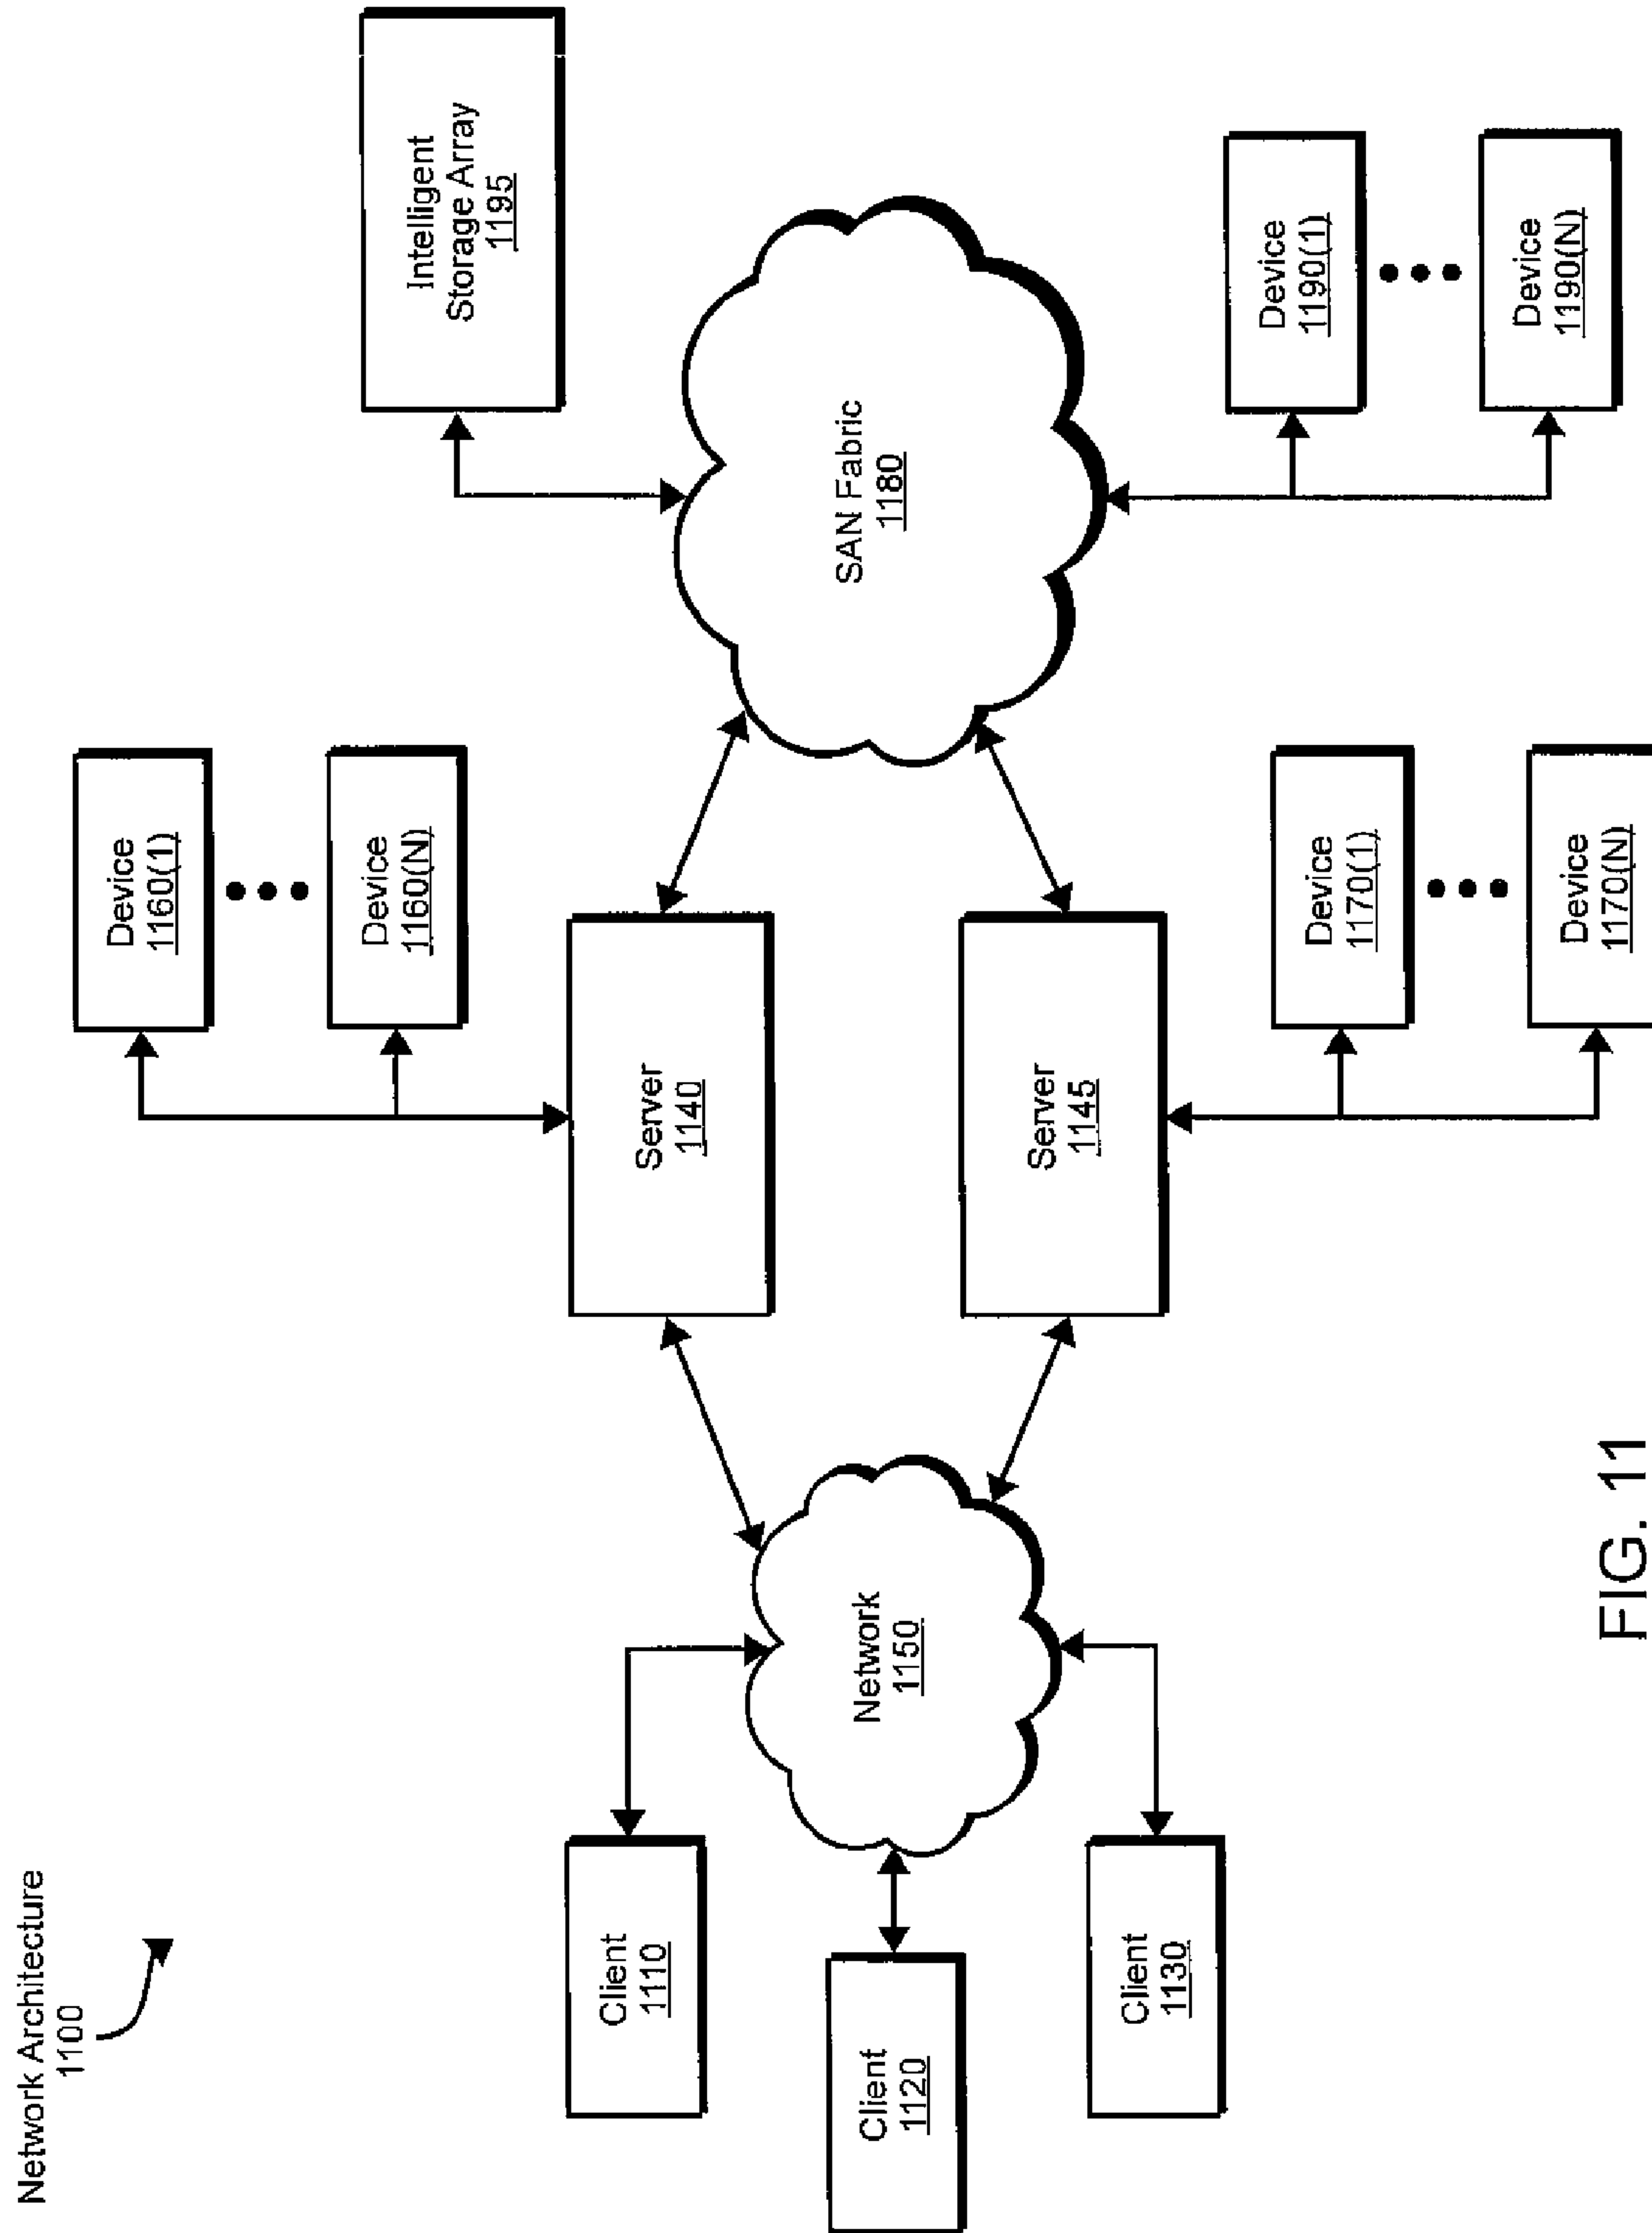 Network Architecture
1100
Client
1110
Client
1120
Client
1130
Network
1150
Server
1140
Server
1145
Device
1160(1)
Device
1160(N)
Device
1170(1)
Device
1170(N)
SAN Fabric
1180
Intelligent
Storage Array
1195
Device
1190(1)
Device
1190(N)
FIG. 11